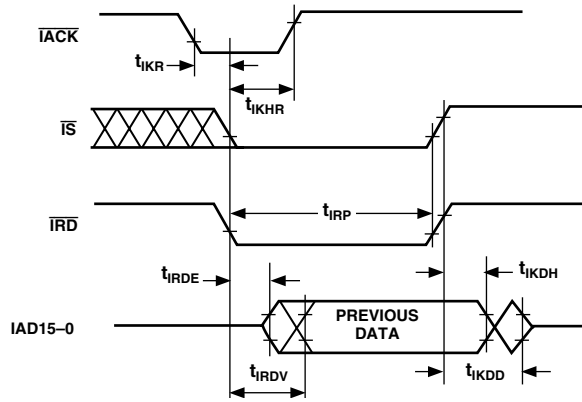 IACK
tIKR
tIKHR
IS
IRD
tIRP
tIRDE
tIKDH
IAD15–0
PREVIOUS
DATA
tIKDD
tIRDV